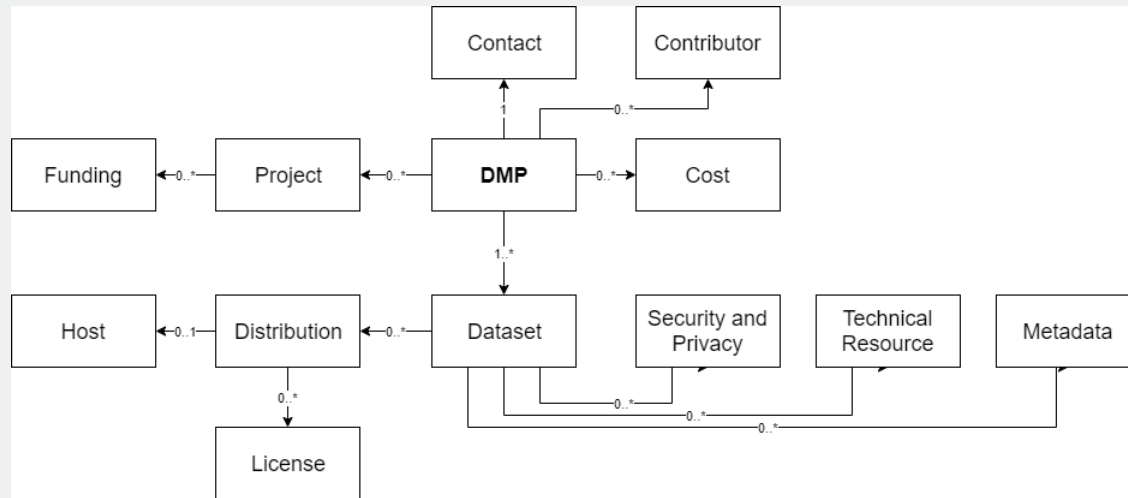 Contact
Contributor
1
0..*
Funding
0..*
Project
0..*
DMP
0..*
Cost
1..*
Host
0..1
Distribution
0..*
Dataset
Security and
Privacy
Technical
Resource
Metadata
0..*
0..*
0..*
0..*
License